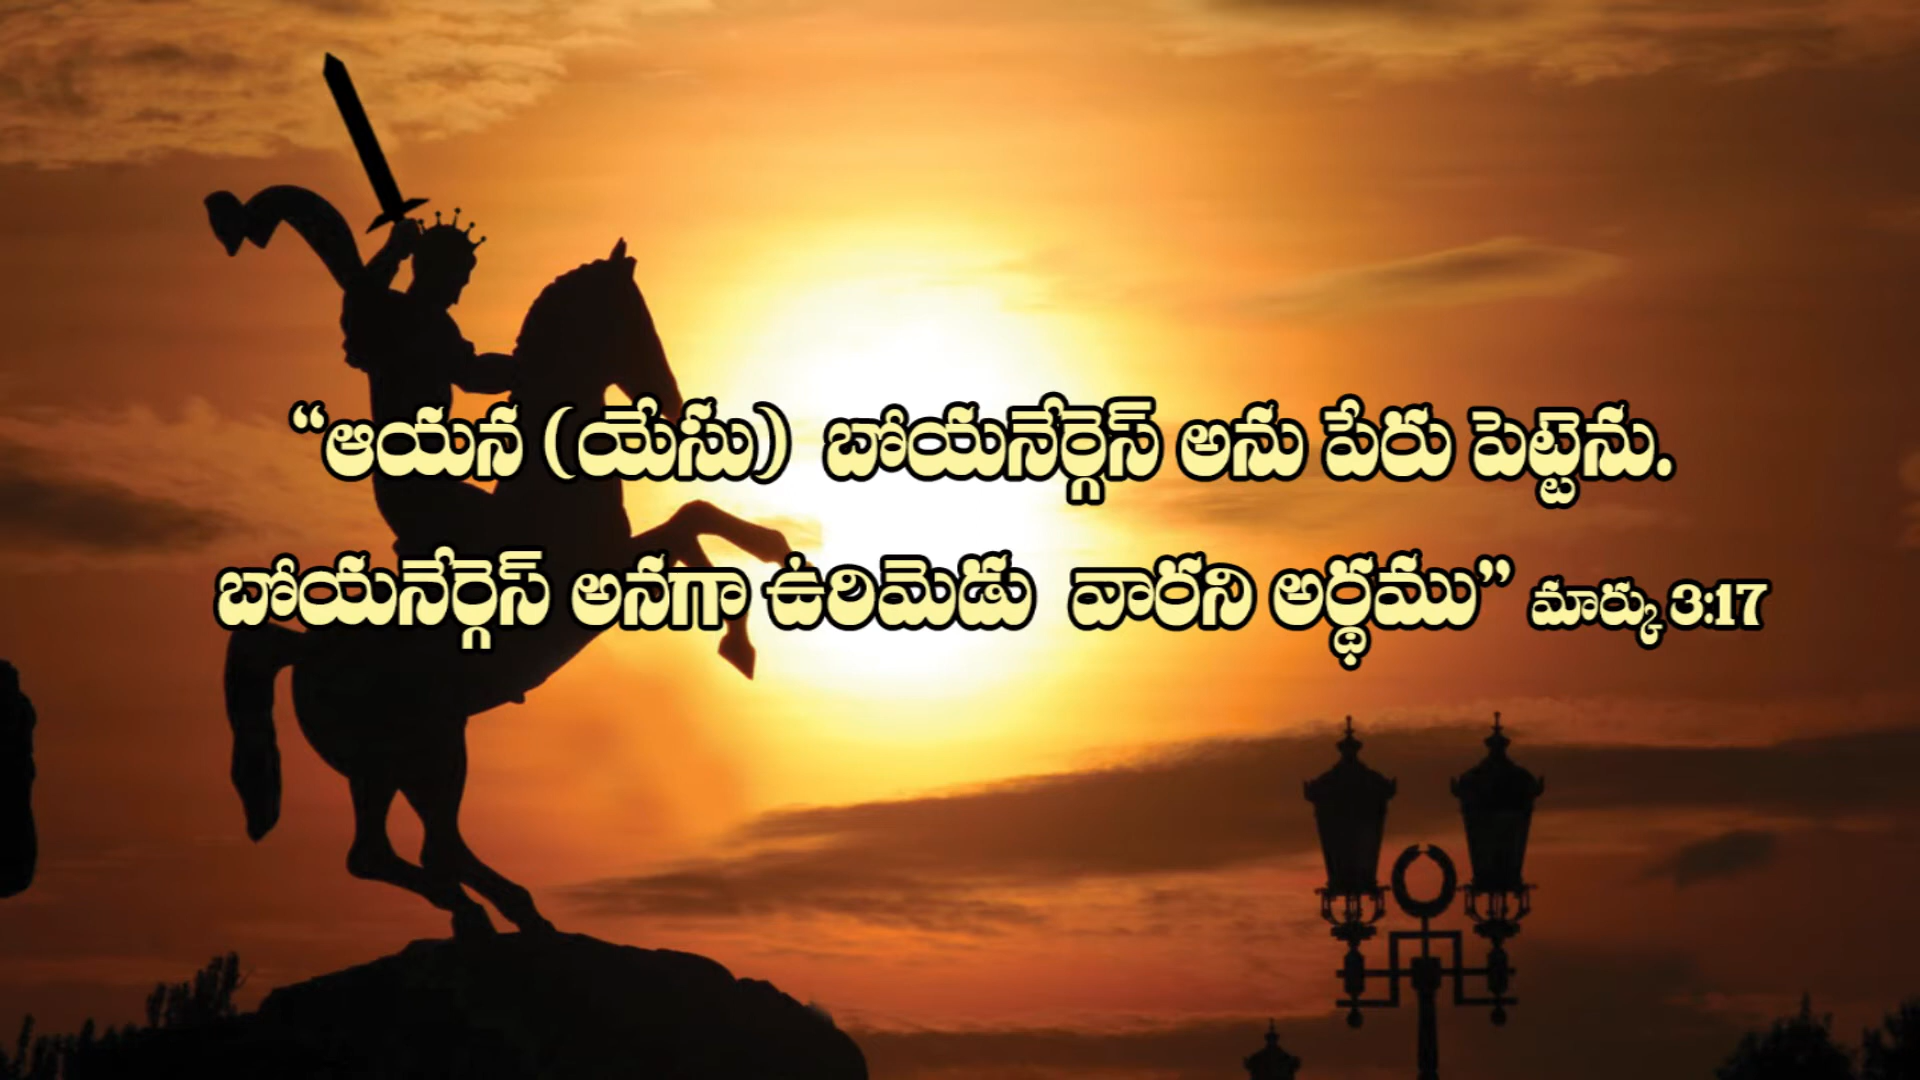 “ఆయన (యేసు) బోయనేర్గెస్ అను పేరు పెట్టెను.
బోయనేర్గెస్ అనగా ఉరిమెడు వారని అర్థము” మార్కు 3:17